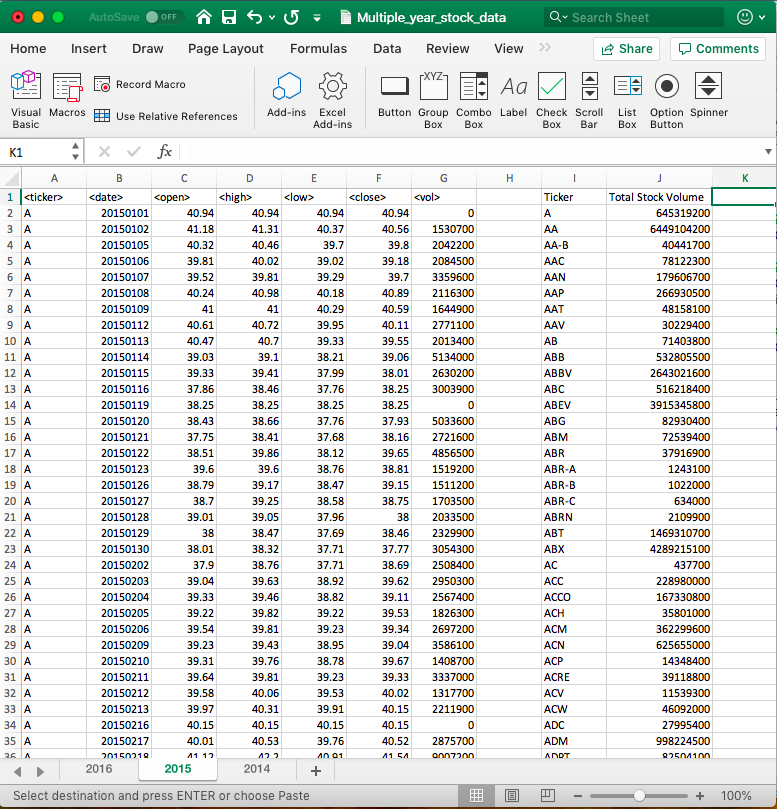 AutoSave OFF Multiple_year_stock_data Search Sheet
Home Insert Draw Page Layout Formulas Data Review View Share Comments
Visual Basic Macros Record Macro Use Relative References Add-ins Excel Add-ins Button XYZ Group Box Combo Box Aa Label Check Box Scroll Bar List Box Option Button Spinner
K1 fx
A B C D E F G H I J K
1 <ticker> <date> <open> <high> <low> <close> <vol> Ticker Total Stock Volume
2 A 20150101 40.94 40.94 40.94 40.94 0 A 645319200
3 A 20150102 41.18 41.31 40.37 40.56 1530700 AA 6449104200
4 A 20150105 40.32 40.46 39.7 39.8 2042200 AA-B 40441700
5 A 20150106 39.81 40.02 39.02 39.18 2084500 AAC 78122300
6 A 20150107 39.52 39.81 39.29 39.7 3359600 AAN 179606700
7 A 20150108 40.24 40.98 40.18 40.89 2116300 AAP 266930500
8 A 20150109 41 41 40.29 40.59 1644900 AAT 48158100
9 A 20150112 40.61 40.72 39.95 40.11 2771100 AAV 30229400
10 A 20150113 40.47 40.7 39.33 39.55 2013400 AB 71403800
11 A 20150114 39.03 39.1 38.21 39.06 5134000 ABB 532805500
12 A 20150115 39.33 39.41 37.99 38.01 2630200 ABBV 2643021600
13 A 20150116 37.86 38.46 37.76 38.25 3003900 ABC 516218400
14 A 20150119 38.25 38.25 38.25 38.25 0 ABEV 3915345800
15 A 20150120 38.43 38.66 37.76 37.93 5033600 ABG 82930400
16 A 20150121 37.75 38.41 37.68 38.16 2721600 ABM 72539400
17 A 20150122 38.51 39.86 38.12 39.65 4856500 ABR 37916900
18 A 20150123 39.6 39.6 38.76 38.81 1519200 ABR-A 1243100
19 A 20150126 38.79 39.17 38.47 39.15 1511200 ABR-B 1022000
20 A 20150127 38.7 39.25 38.58 38.75 1703500 ABR-C 634000
21 A 20150128 39.01 39.05 37.96 38 2033500 ABRN 2109900
22 A 20150129 38 38.47 37.69 38.46 2329900 ABT 1469310700
23 A 20150130 38.01 38.32 37.71 37.77 3054300 ABX 4289215100
24 A 20150202 37.9 38.76 37.71 38.69 2508400 AC 437700
25 A 20150203 39.04 39.63 38.92 39.62 2950300 ACC 228980000
26 A 20150204 39.33 39.46 38.82 39.11 2567400 ACCO 167330800
27 A 20150205 39.22 39.82 39.22 39.53 1826300 ACH 35801000
28 A 20150206 39.54 39.81 39.23 39.34 2697200 ACM 362299600
29 A 20150209 39.23 39.43 38.95 39.04 3586100 ACN 625655000
30 A 20150210 39.31 39.76 38.78 39.67 1408700 ACP 14348400
31 A 20150211 39.64 39.81 39.23 39.33 3337000 ACRE 39118800
32 A 20150212 39.58 40.06 39.53 40.02 1317700 ACV 11539300
33 A 20150213 39.97 40.31 39.91 40.15 2211900 ACW 46092000
34 A 20150216 40.15 40.15 40.15 40.15 0 ADC 27995400
35 A 20150217 40.01 40.53 39.76 40.52 2875700 ADM 998224500
36 A 20150218 41.12 42.2 40.91 41.54 9007200 ADPT 82504100
2016 2015 2014
Select destination and press ENTER or choose Paste 100%